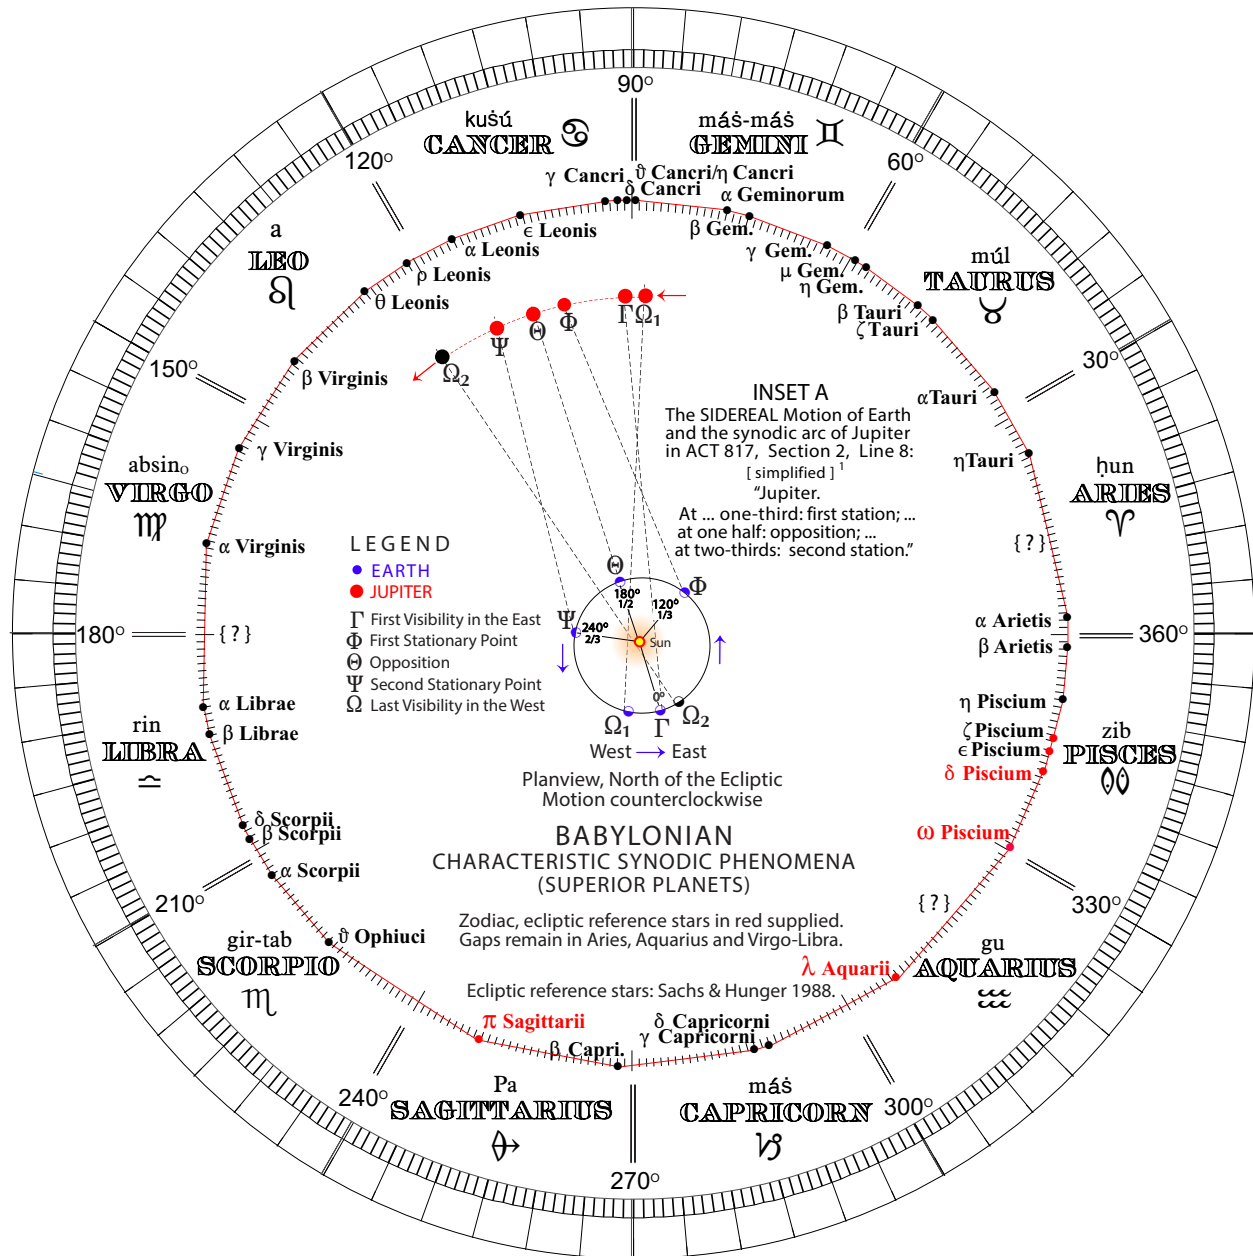 90°
kušú
CANCER ♋
máš-máš
GEMINI ♊
120°
60°
γ Cancri
ϑ Cancri/η Cancri
δ Cancri
α Geminorum
ϵ Leonis
β Gem.
a
LEO
♌
α Leonis
γ Gem.
múl
TAURUS
♉
ρ Leonis
μ Gem.
η Gem.
θ Leonis
β Tauri
ζ Tauri
Γ Ω1
Φ
Θ
Ψ
Ω2
150°
30°
β Virginis
αTauri
INSET A
The SIDEREAL Motion of Earth
and the synodic arc of Jupiter
in ACT 817, Section 2, Line 8:
[ simplified ] 1
"Jupiter.
At ... one-third: first station; ...
at one half: opposition; ...
at two-thirds: second station."
γ Virginis
ηTauri
absin₀
VIRGO
♍
ḥun
ARIES
♈
α Virginis
{?}
LEGEND
EARTH
JUPITER
Γ First Visibility in the East
Φ First Stationary Point
Θ Opposition
Ψ Second Stationary Point
Ω Last Visibility in the West
Θ
Φ
180°
1/2
120°
1/3
Ψ
240°
2/3
Sun
0°
Ω1
Γ
Ω2
West → East
180°
{?}
α Arietis
360°
β Arietis
α Librae
η Piscium
β Librae
rin
LIBRA
♎
ζ Piscium
ϵ Piscium
δ Piscium
zib
PISCES
Planview, North of the Ecliptic
Motion counterclockwise
δ Scorpii
β Scorpii
ω Piscium
BABYLONIAN
CHARACTERISTIC SYNODIC PHENOMENA
(SUPERIOR PLANETS)
α Scorpii
210°
330°
{?}
Zodiac, ecliptic reference stars in red supplied.
Gaps remain in Aries, Aquarius and Virgo-Libra.
gir-tab
SCORPIO
♏
ϑ Ophiuci
gu
AQUARIUS
λ Aquarii
Ecliptic reference stars: Sachs & Hunger 1988.
π Sagittarii
δ Capricorni
γ Capricorni
β Capri.
240°
300°
Pa
SAGITTARIUS
♐
máš
CAPRICORN
♑
270°